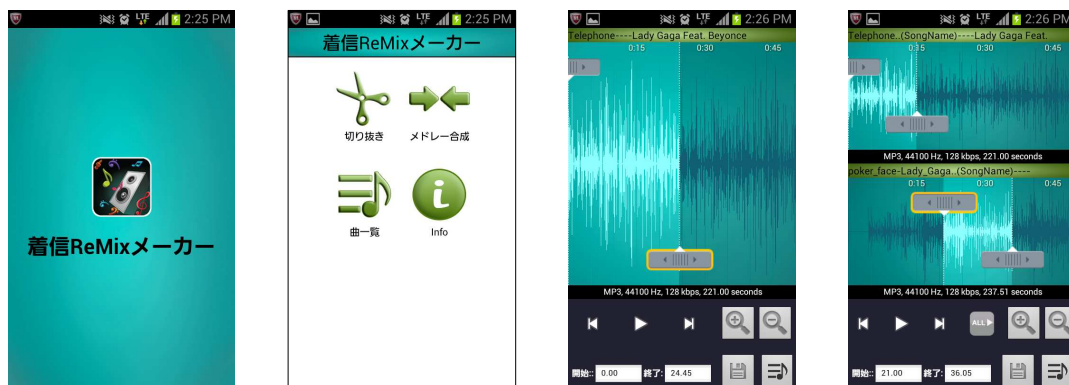 LTE 2:25 PM
着信ReMixメーカー
LTE 2:25 PM
着信ReMixメーカー
切り抜き
メドレー合成
曲一覧
Info
LTE 2:26 PM
Telephone----Lady Gaga Feat. Beyonce
0:15 0:30 0:45
MP3, 44100 Hz, 128 kbps, 221.00 seconds
開始: 0.00 終了: 24.45
LTE 2:26 PM
Telephone..(SongName)----Lady Gaga Feat.
0:15 0:30 0:45
MP3, 44100 Hz, 128 kbps, 221.00 seconds
poker_face-Lady_Gaga..(SongName)----
0:15 0:30 0:45
MP3, 44100 Hz, 128 kbps, 237.51 seconds
ALL
開始: 21.00 終了: 36.05